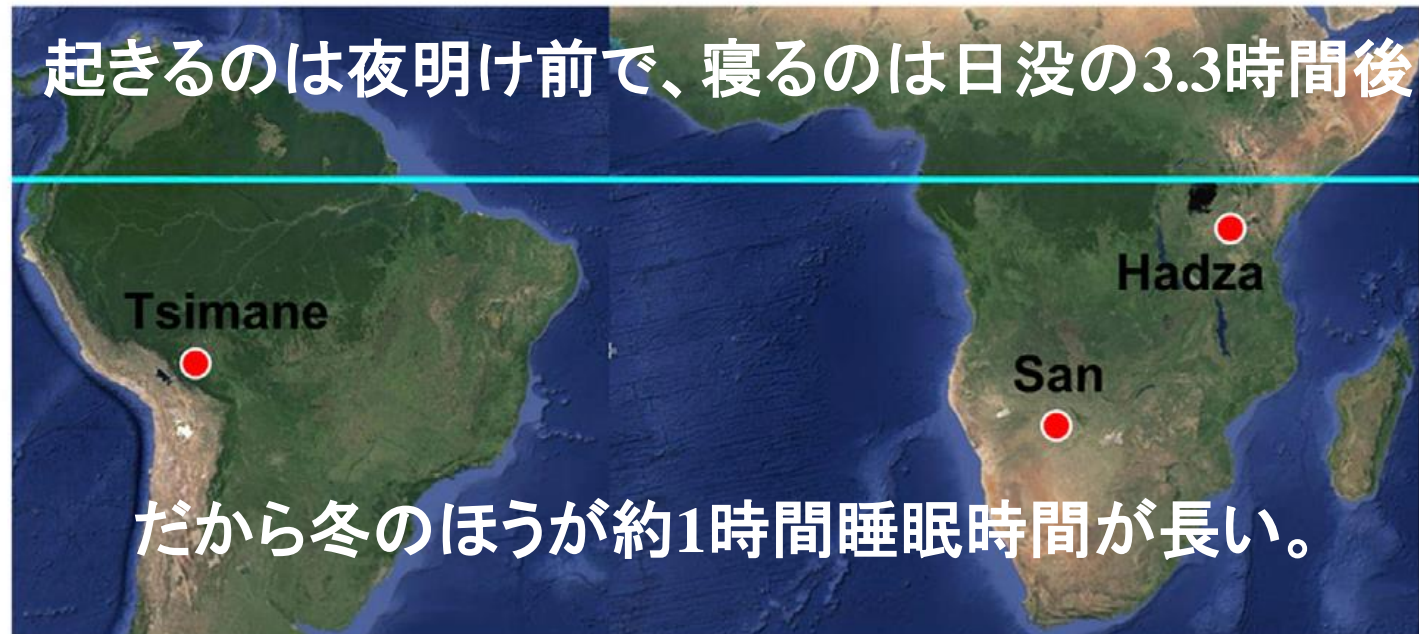 起きるのは夜明け前で、寝るのは日没の3.3時間後
Hadza
Tsimane
San
だから冬のほうが約1時間睡眠時間が長い。